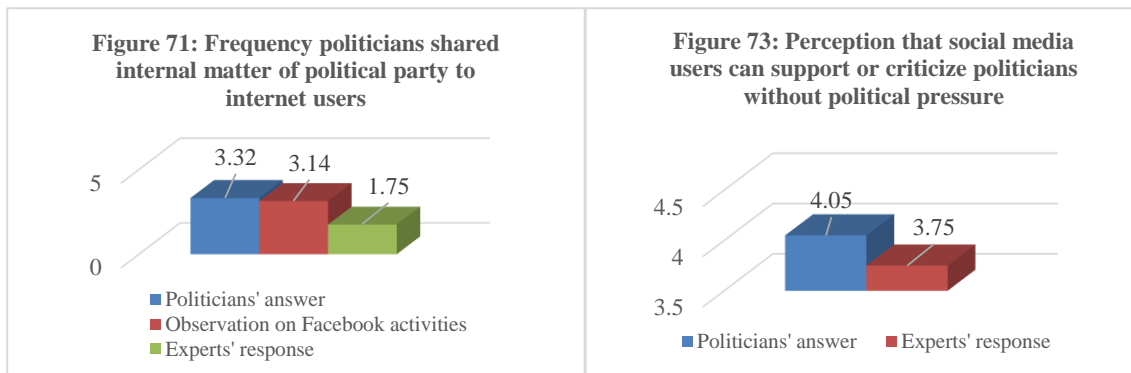 Figure 71: Frequency politicians shared
internal matter of political party to
internet users
3.32
3.14
1.75
5
0
Politicians' answer
Observation on Facebook activities
Experts' response
Figure 73: Perception that social media
users can support or criticize politicians
without political pressure
4.05
3.75
4.5
4
3.5
Politicians' answer Experts' response